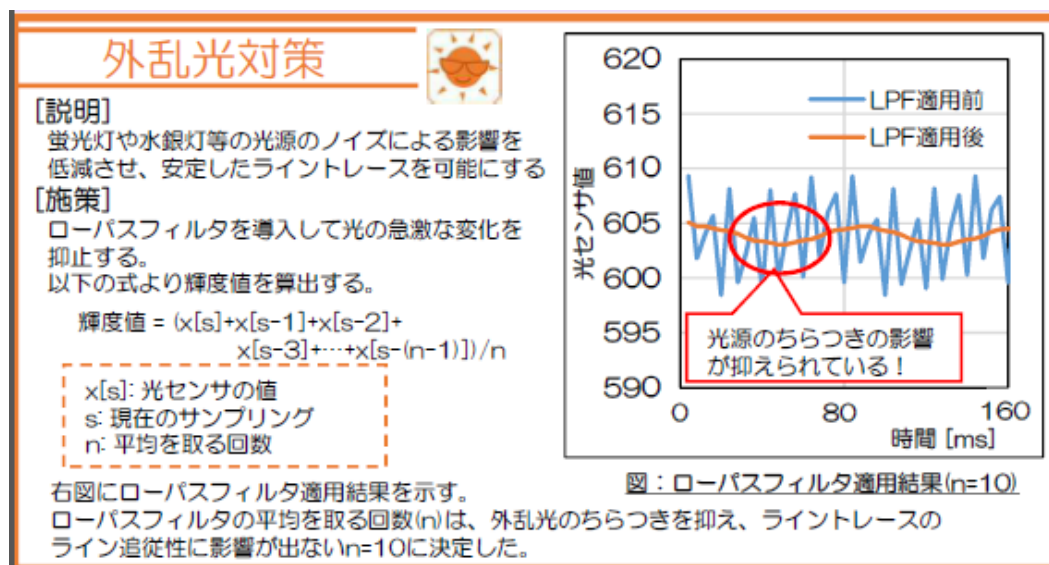 外乱光対策
[説明]
蛍光灯や水銀灯等の光源のノイズによる影響を
低減させ、安定したライントレースを可能にする
[施策]
ローパスフィルタを導入して光の急激な変化を
抑止する。
以下の式より輝度値を算出する。
輝度値 = (x[s]+x[s-1]+x[s-2]+
x[s-3]+…+x[s-(n-1)])/n
x[s]: 光センサの値
s: 現在のサンプリング
n: 平均を取る回数
右図にローパスフィルタ適用結果を示す。
ローパスフィルタの平均を取る回数(n)は、外乱光のちらつきを抑え、ライントレースの
ライン追従性に影響が出ないn=10に決定した。
620
615
610
605
600
595
590
光センサ値
LPF適用前
LPF適用後
光源のちらつきの影響
が抑えられている!
0
80
160
時間 [ms]
図:ローパスフィルタ適用結果(n=10)